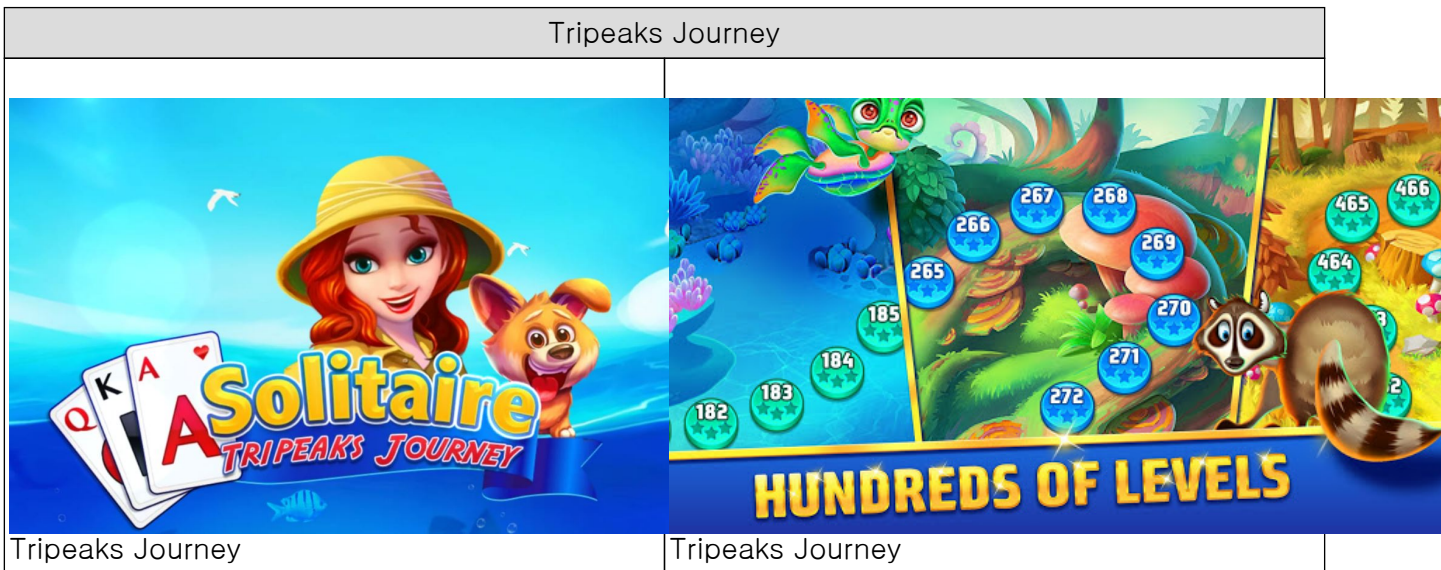 Tripeaks Journey
Q
K
A
A
Solitaire
TRIPEAKS JOURNEY
182
183
184
185
265
266
267
268
269
270
271
272
464
465
466
HUNDREDS OF LEVELS
Tripeaks Journey
Tripeaks Journey